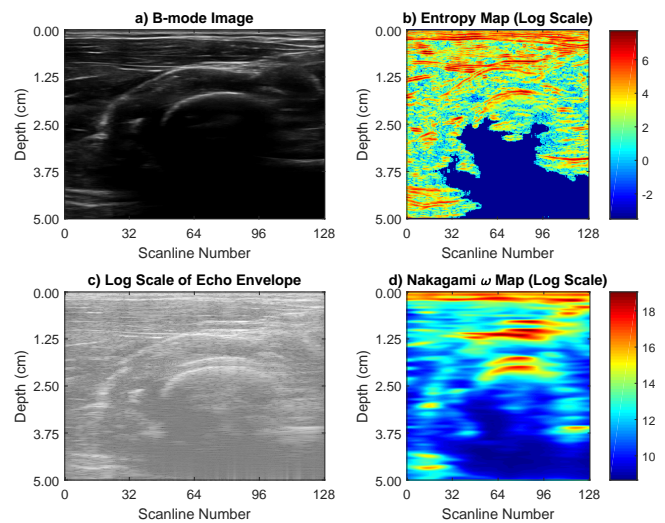 a) B-mode Image
0.00
1.25
2.50
3.75
5.00
Depth (cm)
0 32 64 96 128
Scanline Number
b) Entropy Map (Log Scale)
0.00
1.25
2.50
3.75
5.00
Depth (cm)
0 32 64 96 128
Scanline Number
6
4
2
0
-2
c) Log Scale of Echo Envelope
0.00
1.25
2.50
3.75
5.00
Depth (cm)
0 32 64 96 128
Scanline Number
d) Nakagami ω Map (Log Scale)
0.00
1.25
2.50
3.75
5.00
Depth (cm)
0 32 64 96 128
Scanline Number
18
16
14
12
10